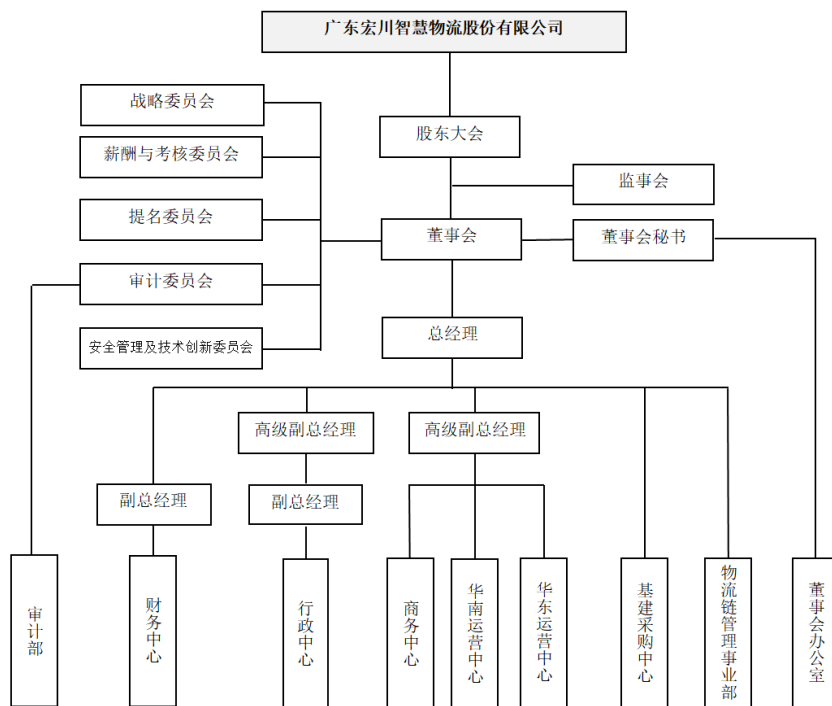 广东宏川智慧物流股份有限公司
战略委员会
股东大会
薪酬与考核委员会
监事会
提名委员会
董事会
董事会秘书
审计委员会
总经理
安全管理及技术创新委员会
高级副总经理
高级副总经理
副总经理
副总经理
审计部
财务中心
行政中心
商务中心
华南运营中心
华东运营中心
基建采购中心
物流链管理事业部
董事会办公室